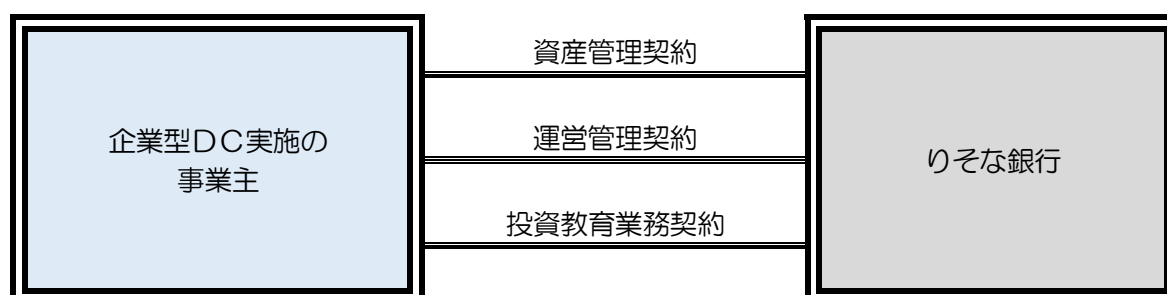 企業型ＤＣ実施の
事業主
資産管理契約
運営管理契約
投資教育業務契約
りそな銀行